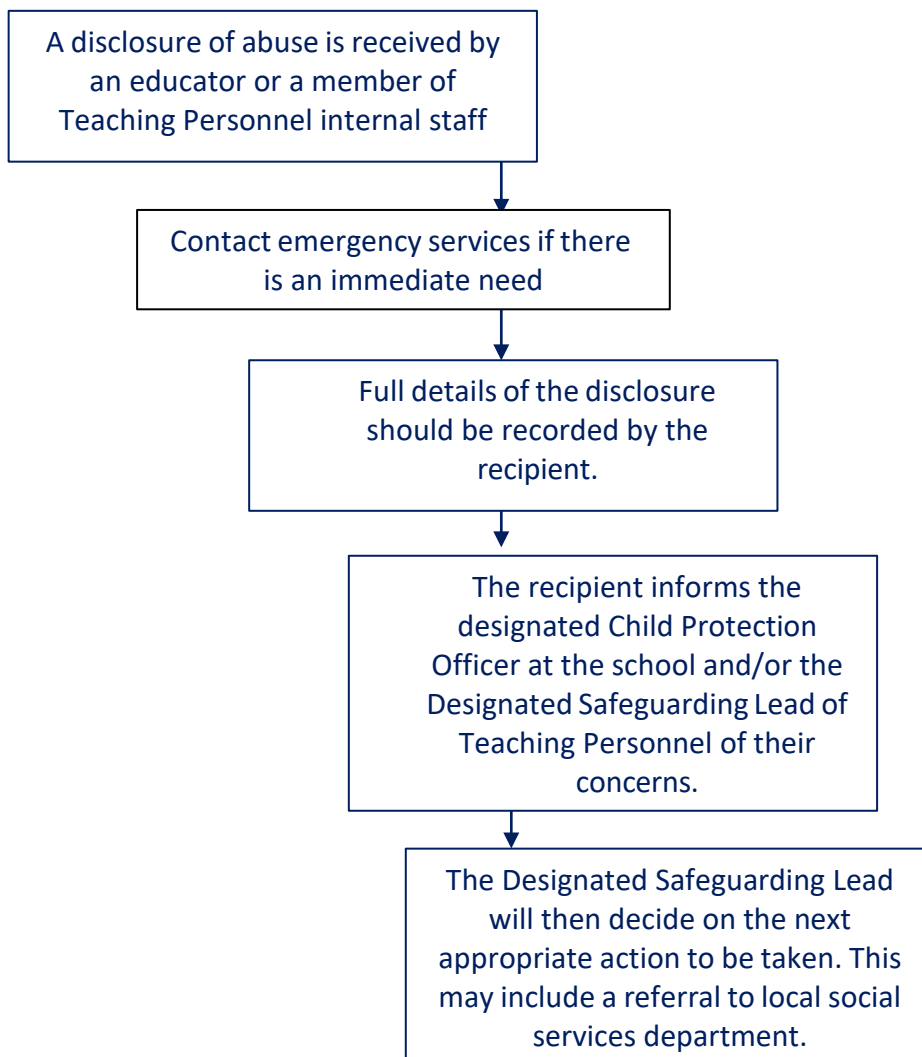 A disclosure of abuse is received by
an educator or a member of
Teaching Personnel internal staff
Contact emergency services if there
is an immediate need
Full details of the disclosure
should be recorded by the
recipient.
The recipient informs the
designated Child Protection
Officer at the school and/or the
Designated Safeguarding Lead of
Teaching Personnel of their
concerns.
The Designated Safeguarding Lead
will then decide on the next
appropriate action to be taken. This
may include a referral to local social
services department.